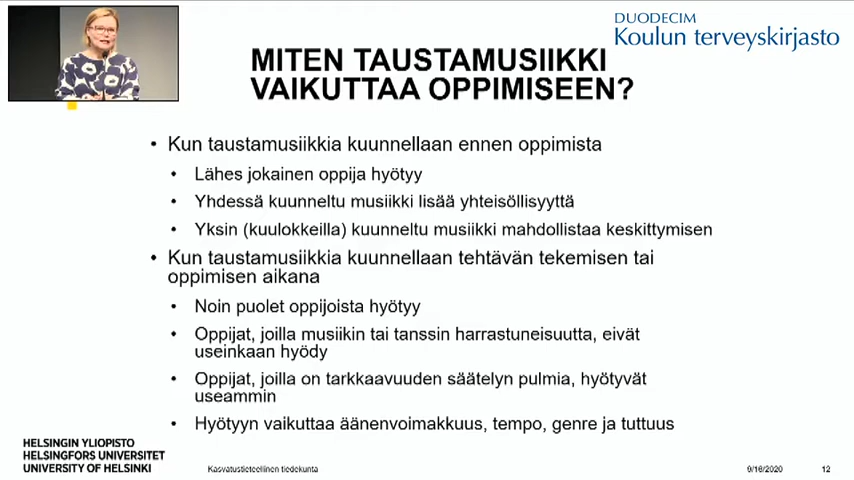 DUODECIM
Koulun terveyskirjasto
MITEN TAUSTAMUSIIKKI
VAIKUTTAA OPPIMISEEN?
• Kun taustamusiikkia kuunnellaan ennen oppimista
• Lähes jokainen oppija hyötyy
• Yhdessä kuunneltu musiikki lisää yhteisöllisyyttä
• Yksin (kuulokkeilla) kuunneltu musiikki mahdollistaa keskittymisen
• Kun taustamusiikkia kuunnellaan tehtävän tekemisen tai
oppimisen aikana
• Noin puolet oppijoista hyötyy
• Oppijat, joilla musiikin tai tanssin harrastuneisuutta, eivät
useinkaan hyödy
• Oppijat, joilla on tarkkaavuuden säätelyn pulmia, hyötyvät
useammin
• Hyötyyn vaikuttaa äänenvoimakkuus, tempo, genre ja tuttuus
HELSINGIN YLIOPISTO
HELSINGFORS UNIVERSITET
UNIVERSITY OF HELSINKI
Kasvatustieteellinen tiedekunta
9/16/2020
12